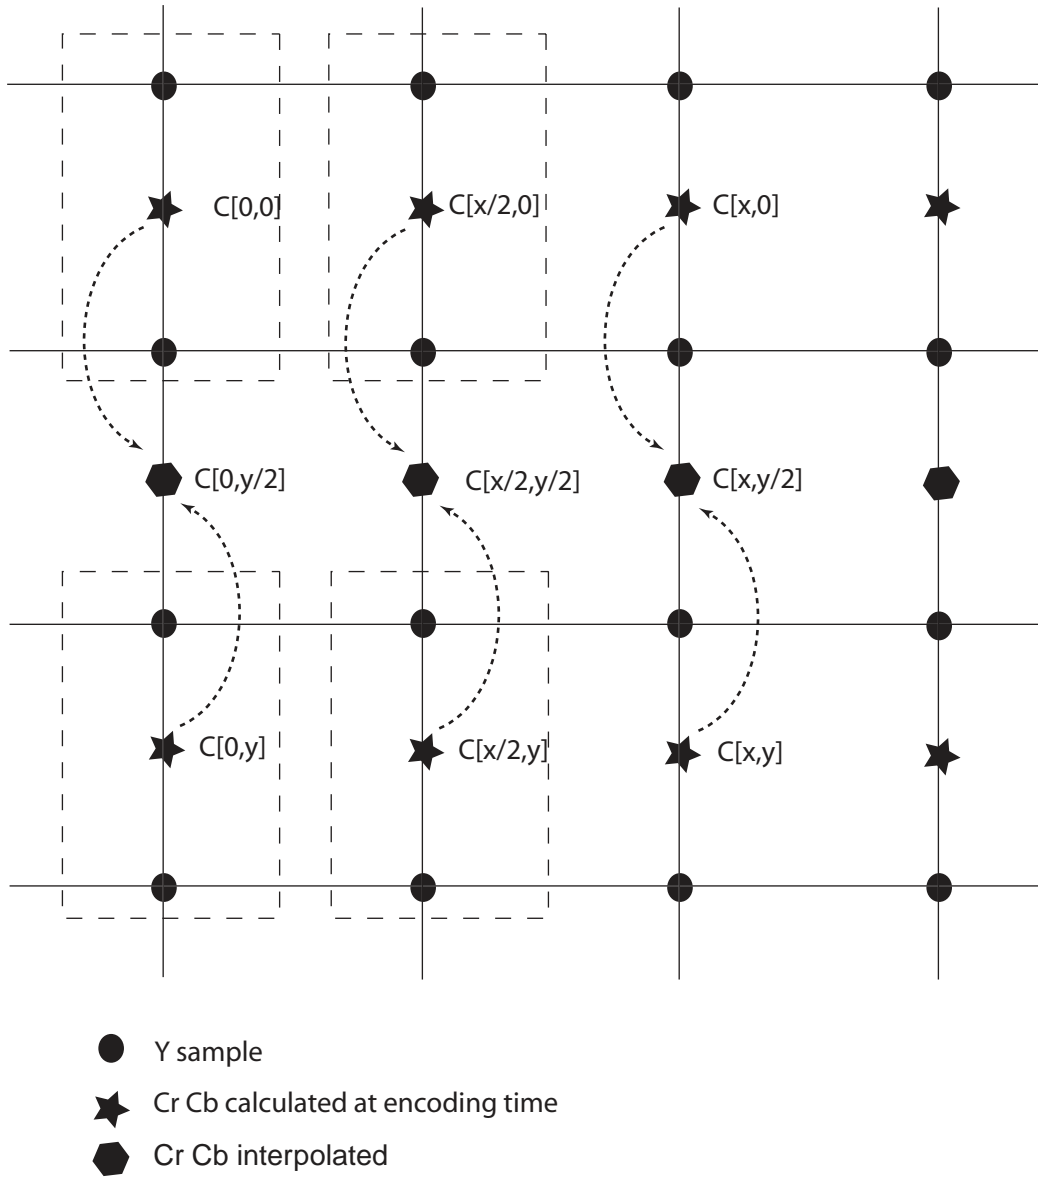 C[0,0]
C[x/2,0]
C[x,0]
C[0,y/2]
C[x/2,y/2]
C[x,y/2]
C[0,y]
C[x/2,y]
C[x,y]
Y sample
Cr Cb calculated at encoding time
Cr Cb interpolated